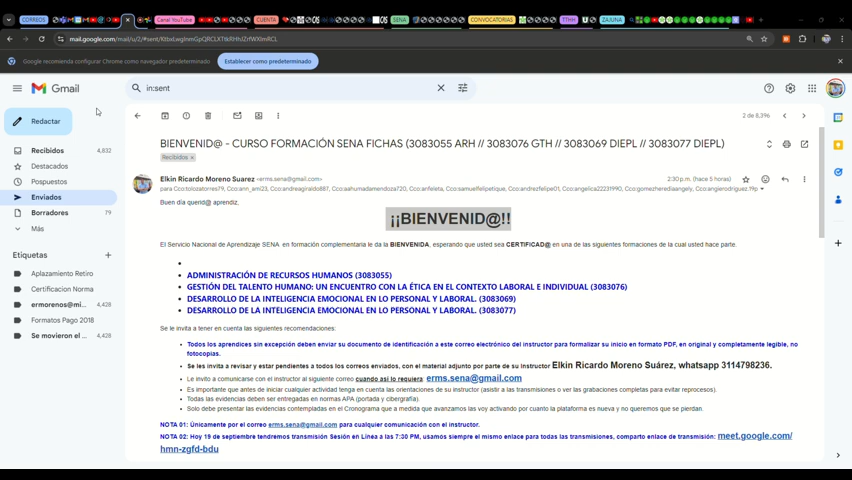 CORREOS
Canal YouTube
CUENTA
SENA
CONVOCATORIAS
TTHH
ZAJUNA
Google recomienda configurar Chrome como navegador predeterminado
Establecer como predeterminado
Gmail
in:sent
Redactar
2 de 8,396
BIENVENID@ - CURSO FORMACIÓN SENA FICHAS (3083055 ARH // 3083076 GTH // 3083069 DIEPL // 3083077 DIEPL)
Recibidos x
Recibidos 4,832
Destacados
Pospuestos
Enviados
Borradores 79
Más
Etiquetas
Aplazamiento Retiro
Certificacion Norma
ermorenos@mi... 4,428
Formatos Pago 2018
Se movieron el ... 4,428
Elkin Ricardo Moreno Suarez <erms.sena@gmail.com>
2:30 p.m. (hace 5 horas)
Buen día querid@ aprendiz,
¡¡BIENVENID@!!
El Servicio Nacional de Aprendizaje SENA en formación complementaria le da la BIENVENIDA, esperando que usted sea CERTIFICAD@ en una de las siguientes formaciones de la cual usted hace parte.
• ADMINISTRACIÓN DE RECURSOS HUMANOS (3083055)
• GESTIÓN DEL TALENTO HUMANO: UN ENCUENTRO CON LA ÉTICA EN EL CONTEXTO LABORAL E INDIVIDUAL (3083076)
• DESARROLLO DE LA INTELIGENCIA EMOCIONAL EN LO PERSONAL Y LABORAL. (3083069)
• DESARROLLO DE LA INTELIGENCIA EMOCIONAL EN LO PERSONAL Y LABORAL. (3083077)
Se le invita a tener en cuenta las siguientes recomendaciones:
• Todos los aprendices sin excepción deben enviar su documento de identificación a este correo electrónico del instructor para formalizar su inicio en formato PDF, en original y completamente legible, no
fotocopias.
• Se les invita a revisar y estar pendientes a todos los correos enviados, con el material adjunto por parte de su Instructor Elkin Ricardo Moreno Suárez, whatsapp 3114798236.
• Le invito a comunicarse con el instructor al siguiente correo cuando así lo requiera erms.sena@gmail.com
• Es importante que antes de iniciar cualquier actividad tenga en cuenta las orientaciones de su instructor (asistir a las transmisiones o ver las grabaciones completas para evitar reprocesos).
• Todas las evidencias deben ser entregadas en normas APA (portada y cibergrafía).
• Solo debe presentar las evidencias contempladas en el Cronograma que a medida que avanzamos las voy activando por cuanto la plataforma es nueva y no queremos que se pierdan.
NOTA 01: Únicamente por el correo erms.sena@gmail.com para cualquier comunicación con el instructor.
NOTA 02: Hoy 19 de septiembre tendremos transmisión Sesión en Línea a las 7:30 PM, usamos siempre el mismo enlace para todas las transmisiones, comparto enlace de transmisión: meet.google.com/
hmn-zgfd-bdu